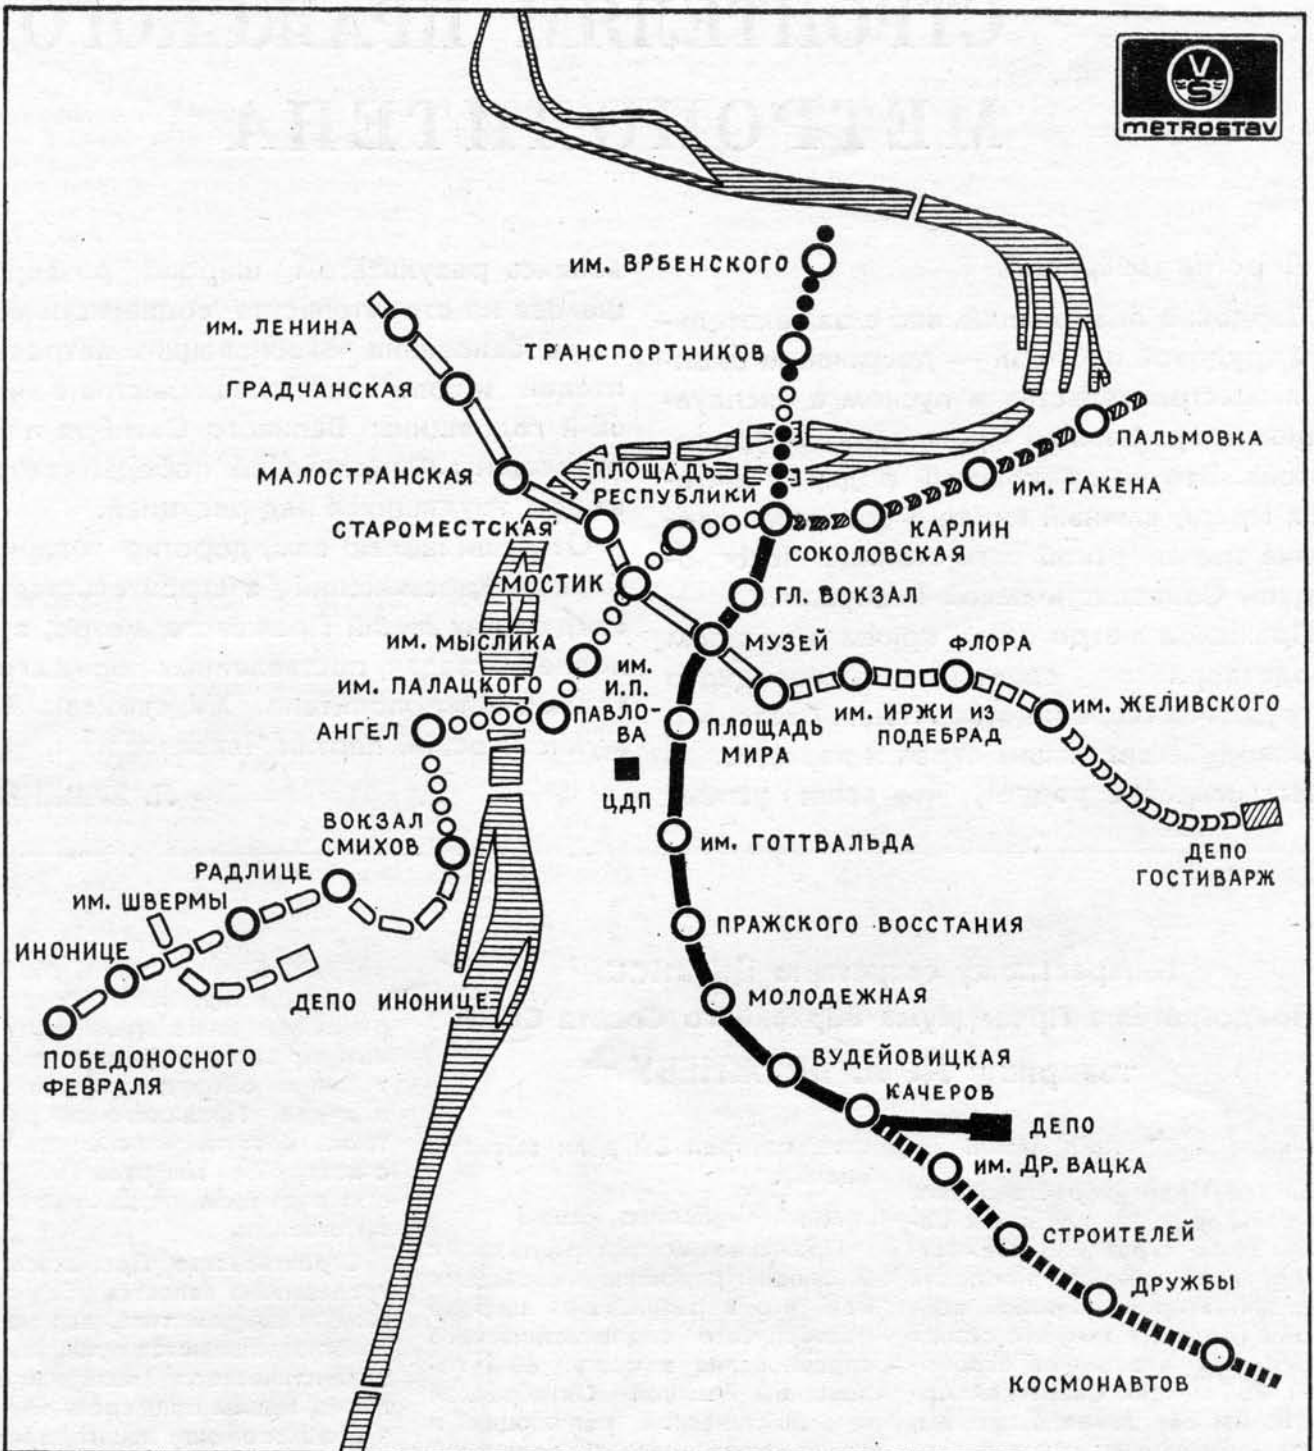 VS
METROSTAV
им. ВРБЕНСКОГО
им. ЛЕНИНА
ТРАНСПОРТНИКОВ
ГРАДЧАНСКАЯ
ПАЛЬМОВКА
МАЛОСТРАНСКАЯ
ПЛОЩАДЬ
РЕСПУБЛИКИ
им. ГАКЕНА
СТАРОМЕСТСКАЯ
КАРЛИН
СОКОЛОВСКАЯ
МОСТИК
ГЛ. ВОКЗАЛ
им. МЫСЛИКА
МУЗЕЙ
ФЛОРА
им. ПАЛАЦКОГО
им.
И.П.
ПАВЛО-
ВА
АНГЕЛ
ПЛОЩАДЬ
МИРА
им. ИРЖИ ИЗ
ПОДЕБРАД
им. ЖЕЛИВСКОГО
ЦДП
ВОКЗАЛ
СМИХОВ
им. ГОТТВАЛЬДА
ДЕПО
ГОСТИВАРЖ
РАДЛИЦЕ
им. ШВЕРМЫ
ПРАЖСКОГО ВОССТАНИЯ
ИНОНИЦЕ
ДЕПО ИНОНИЦЕ
МОЛОДЕЖНАЯ
ПОБЕДОНОСНОГО
ФЕВРАЛЯ
ВУДЕЙОВИЦКАЯ
КАЧЕРОВ
ДЕПО
им. ДР. ВАЦКА
СТРОИТЕЛЕЙ
ДРУЖБЫ
КОСМОНАВТОВ